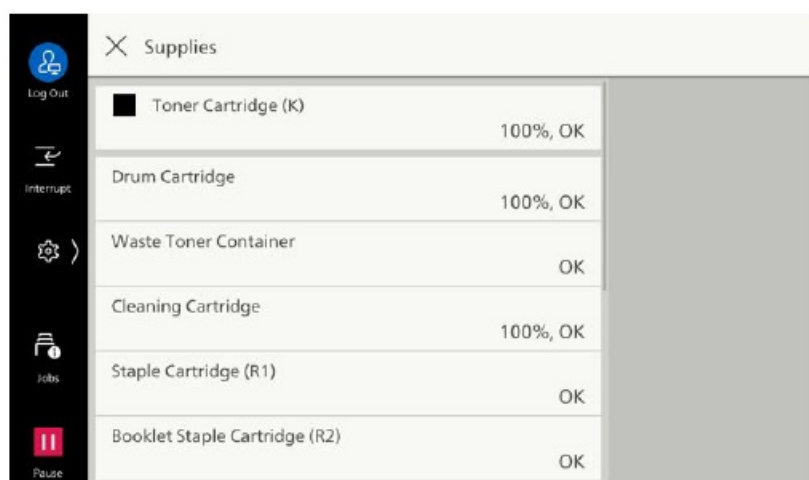 Supplies
Log Out
Toner Cartridge (K)
100%, OK
Interrupt
Drum Cartridge
100%, OK
Waste Toner Container
OK
Cleaning Cartridge
100%, OK
Jobs
Staple Cartridge (R1)
OK
Booklet Staple Cartridge (R2)
OK
Pause